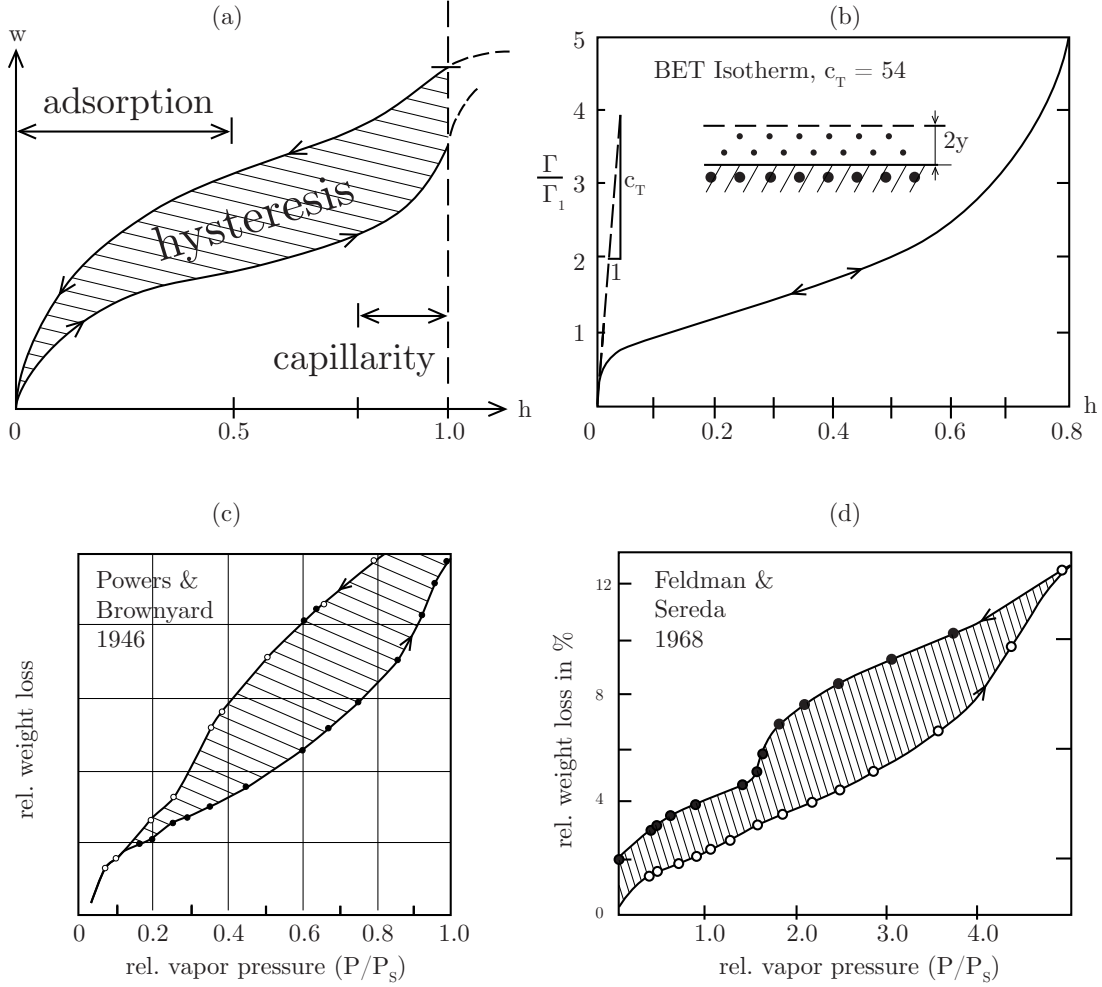 (a)
w
adsorption
hysteresis
capillarity
h
0 0.5 1.0
(b)
BET Isotherm, c_T = 54
5
4
3
2
1
Γ/Γ₁
c_T
1
2y
h
0 0.2 0.4 0.6 0.8
(c)
Powers &
Brownyard
1946
rel. weight loss
0 0.2 0.4 0.6 0.8 1.0
rel. vapor pressure (P/P_S)
(d)
Feldman &
Sereda
1968
rel. weight loss in %
12
8
4
0
1.0 2.0 3.0 4.0
rel. vapor pressure (P/P_S)